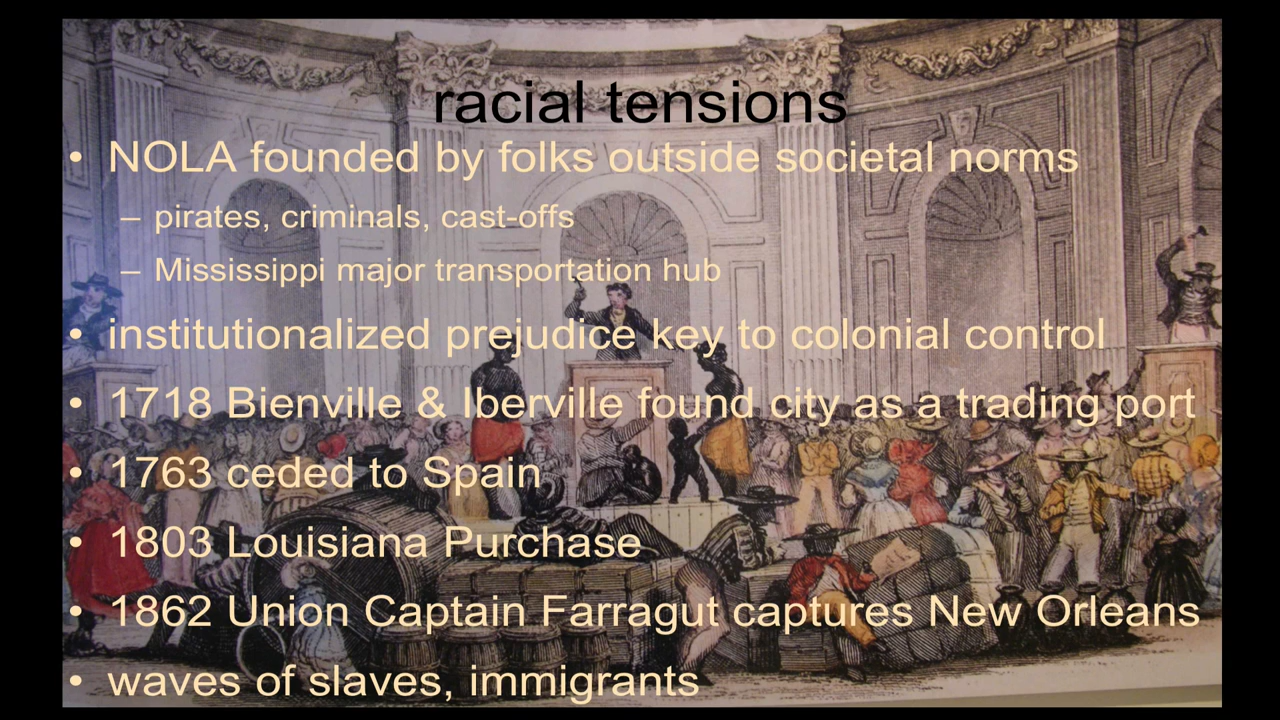 racial tensions
• NOLA founded by folks outside societal norms
– pirates, criminals, cast-offs
– Mississippi major transportation hub
• institutionalized prejudice key to colonial control
• 1718 Bienville & Iberville found city as a trading port
• 1763 ceded to Spain
• 1803 Louisiana Purchase
• 1862 Union Captain Farragut captures New Orleans
• waves of slaves, immigrants